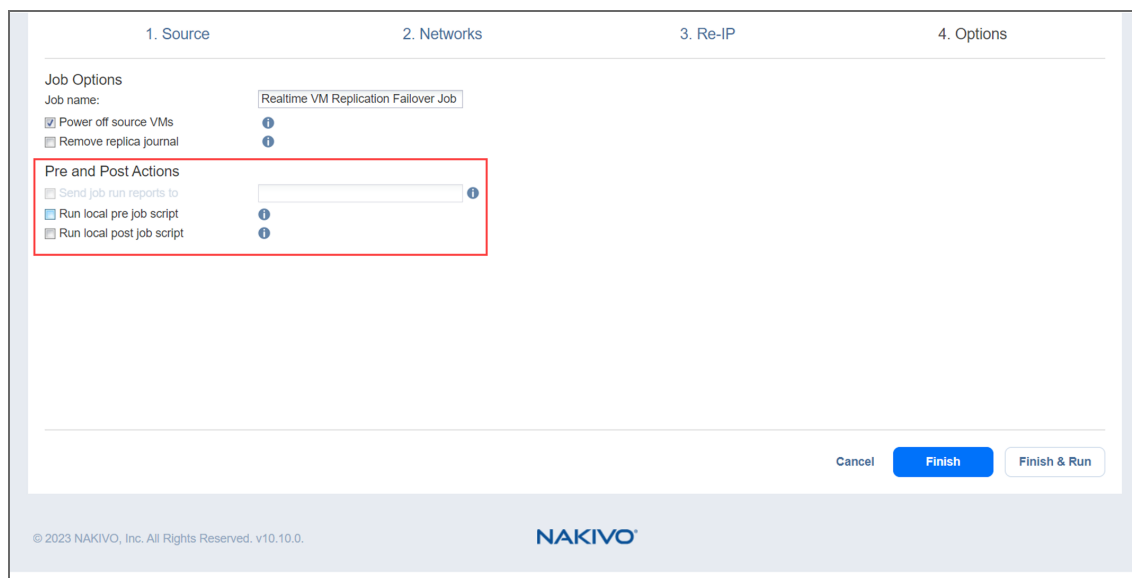 1. Source 2. Networks 3. Re-IP 4. Options
Job Options
Job name: Realtime VM Replication Failover Job
Power off source VMs
Remove replica journal
Pre and Post Actions
Send job run reports to
Run local pre job script
Run local post job script
Cancel Finish Finish & Run
© 2023 NAKIVO, Inc. All Rights Reserved. v10.10.0. NAKIVO®